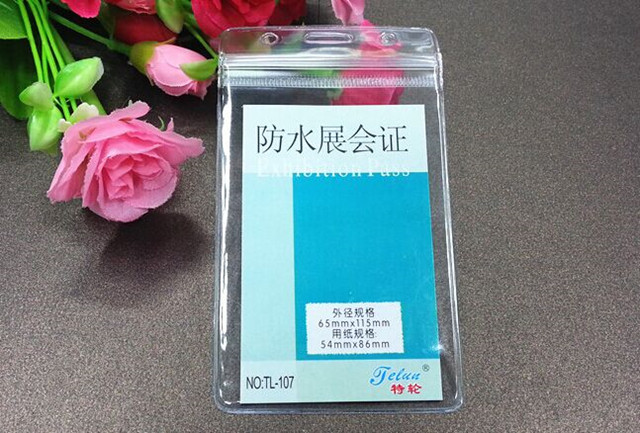 防水展会证
Exhibition Pass
外径规格
65mmx115mm
用纸规格:
54mmx86mm
NO:TL-107
Telun®
特轮